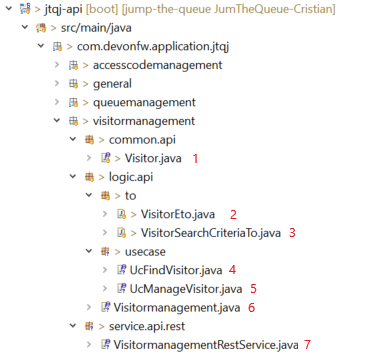 > jtqj-api [boot] [jump-the-queue JumTheQueue-Cristian]
> src/main/java
> com.devonfw.application.jtqj
> accesscodemanagement
> general
> queuemanagement
> visitormanagement
> common.api
> Visitor.java 1
> logic.api
> to
> VisitorEto.java 2
> VisitorSearchCriteriaTo.java 3
> usecase
> UcFindVisitor.java 4
> UcManageVisitor.java 5
> Visitormanagement.java 6
> service.api.rest
> VisitormanagementRestService.java 7